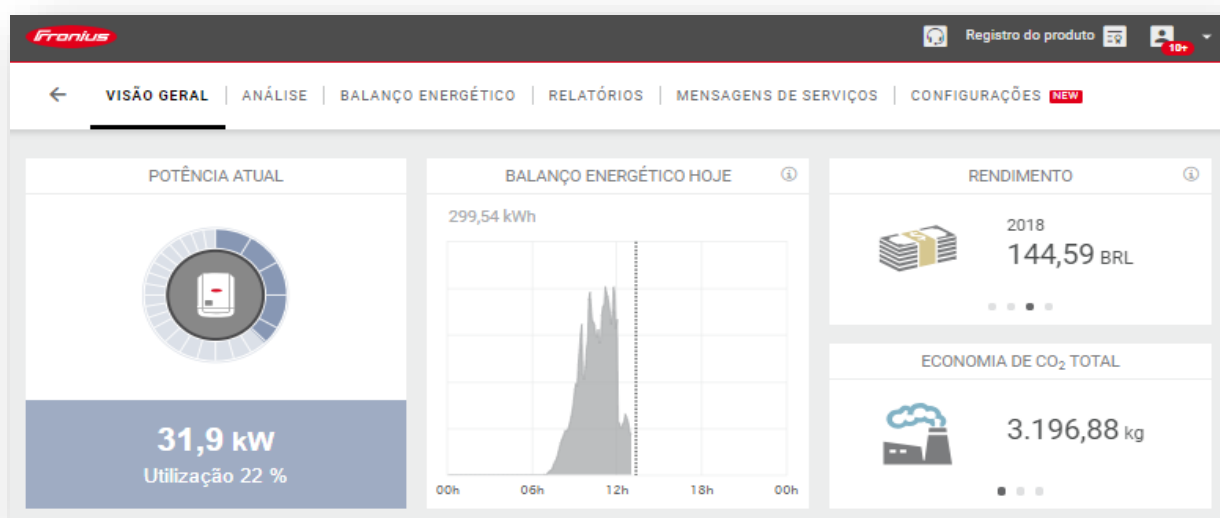 Fronius
Registro do produto
10+
VISÃO GERAL | ANÁLISE | BALANÇO ENERGÉTICO | RELATÓRIOS | MENSAGENS DE SERVIÇOS | CONFIGURAÇÕES NEW
POTÊNCIA ATUAL
31,9 kW
Utilização 22 %
BALANÇO ENERGÉTICO HOJE
299,54 kWh
00h 06h 12h 18h 00h
RENDIMENTO
2018
144,59 BRL
ECONOMIA DE CO₂ TOTAL
3.196,88 kg